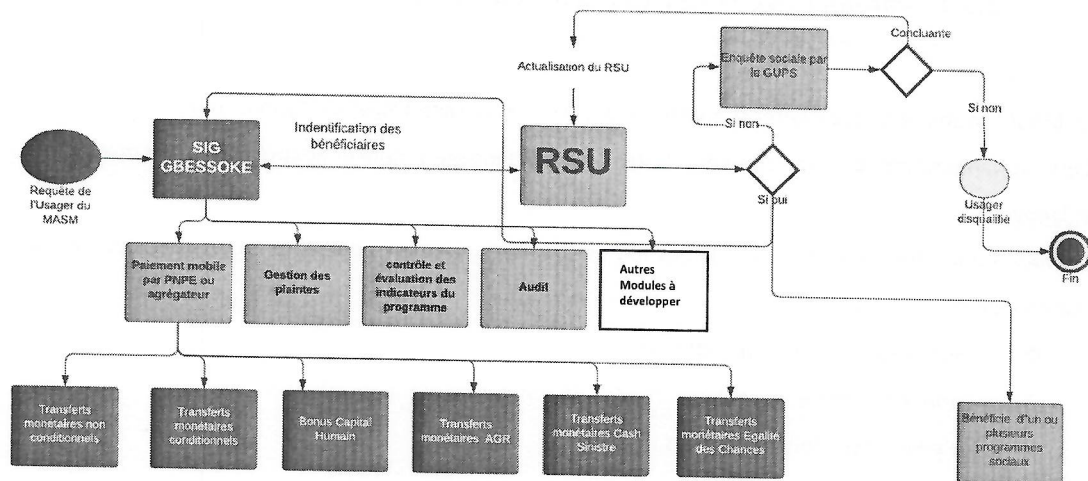 Concluante
Enquête sociale par
le GUPS
Actualisation du RSU
Si non
Si non
SIG
GBESSOKE
Indentification des
bénéficiaires
RSU
Requête de
l'Usager du
MASM
Si oui
Usager
disqualifié
Fin
Paiement mobile
par PNPE ou
agrégateur
Gestion des
plaintes
contrôle et
évaluation des
indicateurs du
programme
Audil
Autres
Modules à
développer
Transferts
monétaires non
conditionnels
Transferts
monétaires
conditionnels
Bonus Capital
Humain
Transferts
monétaires AGR
Transferts
monétaires Cash
Sinistre
Transferts
monétaires Egalite
des Chances
Bénéficie d'un ou
plusieurs
programmes
sociaux